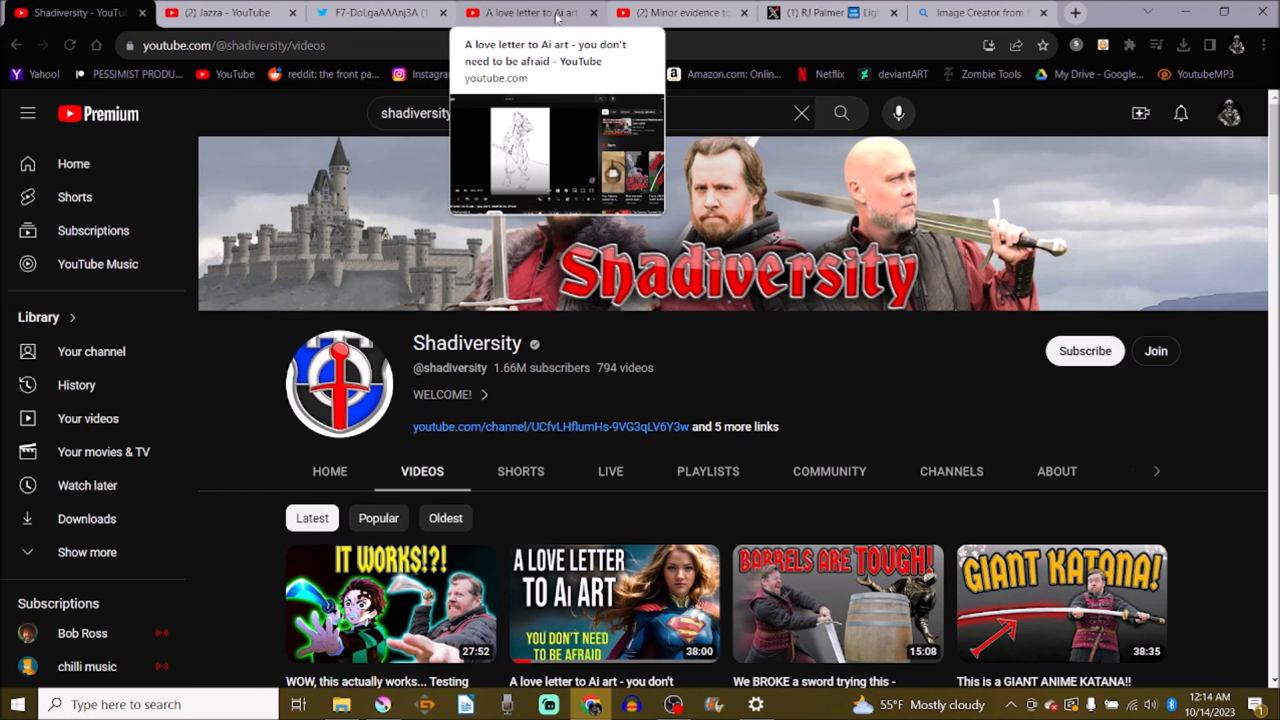 Shadiversity - YouTu
(2) Jazza - YouTube
F7-DoLgaAAnj3A (1
A love letter to Ai art
(2) Minor evidence to
(1) RJ Palmer
Ligh
Image Creator from
youtube.com/@shadiversity/videos
A love letter to Ai art - you don't
need to be afraid - YouTube
youtube.com
Yahoo!
PESSIMIST PRODU...
YouTube
reddit: the front pa...
Instagram
Amazon.com: Onlin...
Netflix
deviantART
Zombie Tools
My Drive - Google...
YoutubeMP3
Premium
shadiversity
Home
Shorts
Subscriptions
YouTube Music
Library
Your channel
History
Your videos
Your movies & TV
Watch later
Downloads
Show more
Subscriptions
Bob Ross
chilli music
Shadiversity
Shadiversity
@shadiversity 1.66M subscribers 794 videos
WELCOME!
youtube.com/channel/UCfvLHflumHs-9VG3qLV6Y3w and 5 more links
Subscribe
Join
HOME
VIDEOS
SHORTS
LIVE
PLAYLISTS
COMMUNITY
CHANNELS
ABOUT
Latest
Popular
Oldest
IT WORKS!?!
27:52
A LOVE LETTER
TO Ai ART
YOU DON'T NEED
TO BE AFRAID
38:00
BARRELS ARE TOUGH!
15:08
GIANT KATANA!
38:35
WOW, this actually works... Testing
A love letter to Ai art - you don't
We BROKE a sword trying this -
This is a GIANT ANIME KATANA!!
Type here to search
55°F Mostly cloudy
12:14 AM
10/14/2023